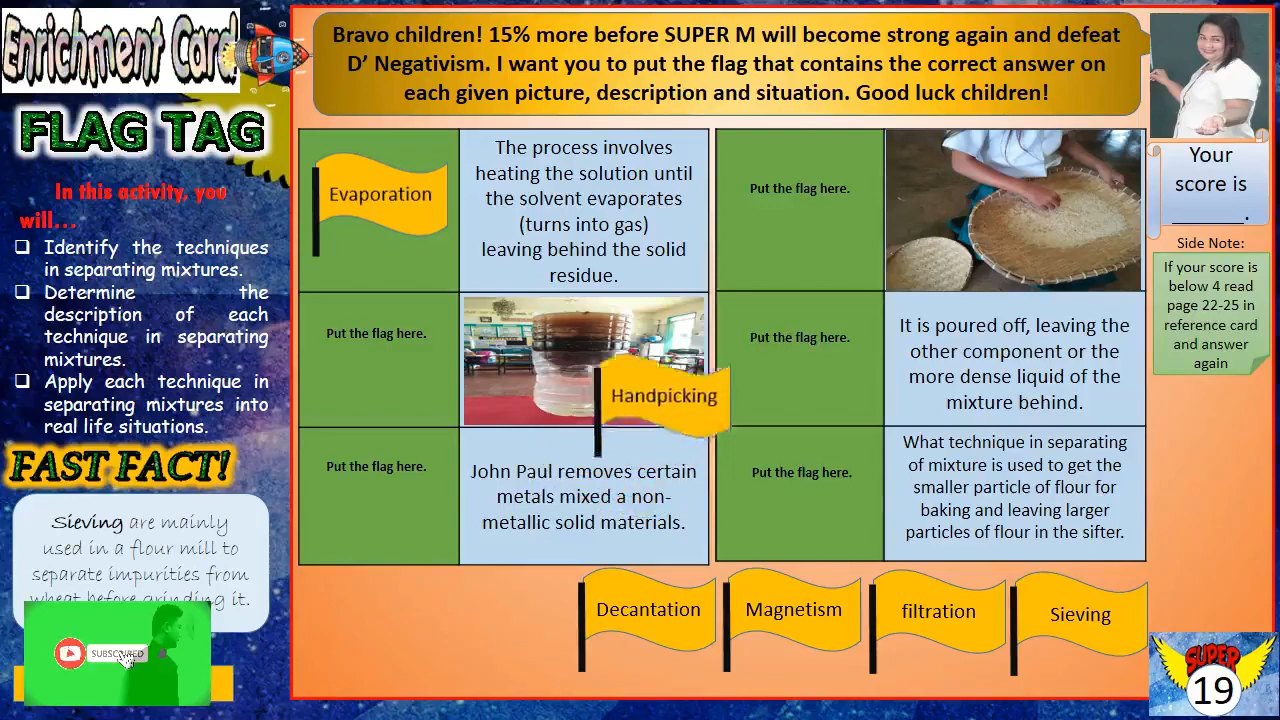 Enrichment Card
FLAG TAG
In this activity, you
will...
❑ Identify the techniques
in separating mixtures.
❑ Determine the
description of each
technique in separating
mixtures.
❑ Apply each technique in
separating mixtures into
real life situations.
FAST FACT!
Sieving are mainly
used in a flour mill to
separate impurities from
wheat before grinding it.
SUBSCRIBED
Bravo children! 15% more before SUPER M will become strong again and defeat
D’ Negativism. I want you to put the flag that contains the correct answer on
each given picture, description and situation. Good luck children!
Evaporation
The process involves
heating the solution until
the solvent evaporates
(turns into gas)
leaving behind the solid
residue.
Put the flag here.
Put the flag here.
Handpicking
Put the flag here.
It is poured off, leaving the
other component or the
more dense liquid of the
mixture behind.
Put the flag here.
John Paul removes certain
metals mixed a non-
metallic solid materials.
Put the flag here.
What technique in separating
of mixture is used to get the
smaller particle of flour for
baking and leaving larger
particles of flour in the sifter.
Decantation
Magnetism
filtration
Sieving
Your
score is
_______.
Side Note:
If your score is
below 4 read
page 22-25 in
reference card
and answer
again
SUPER
19